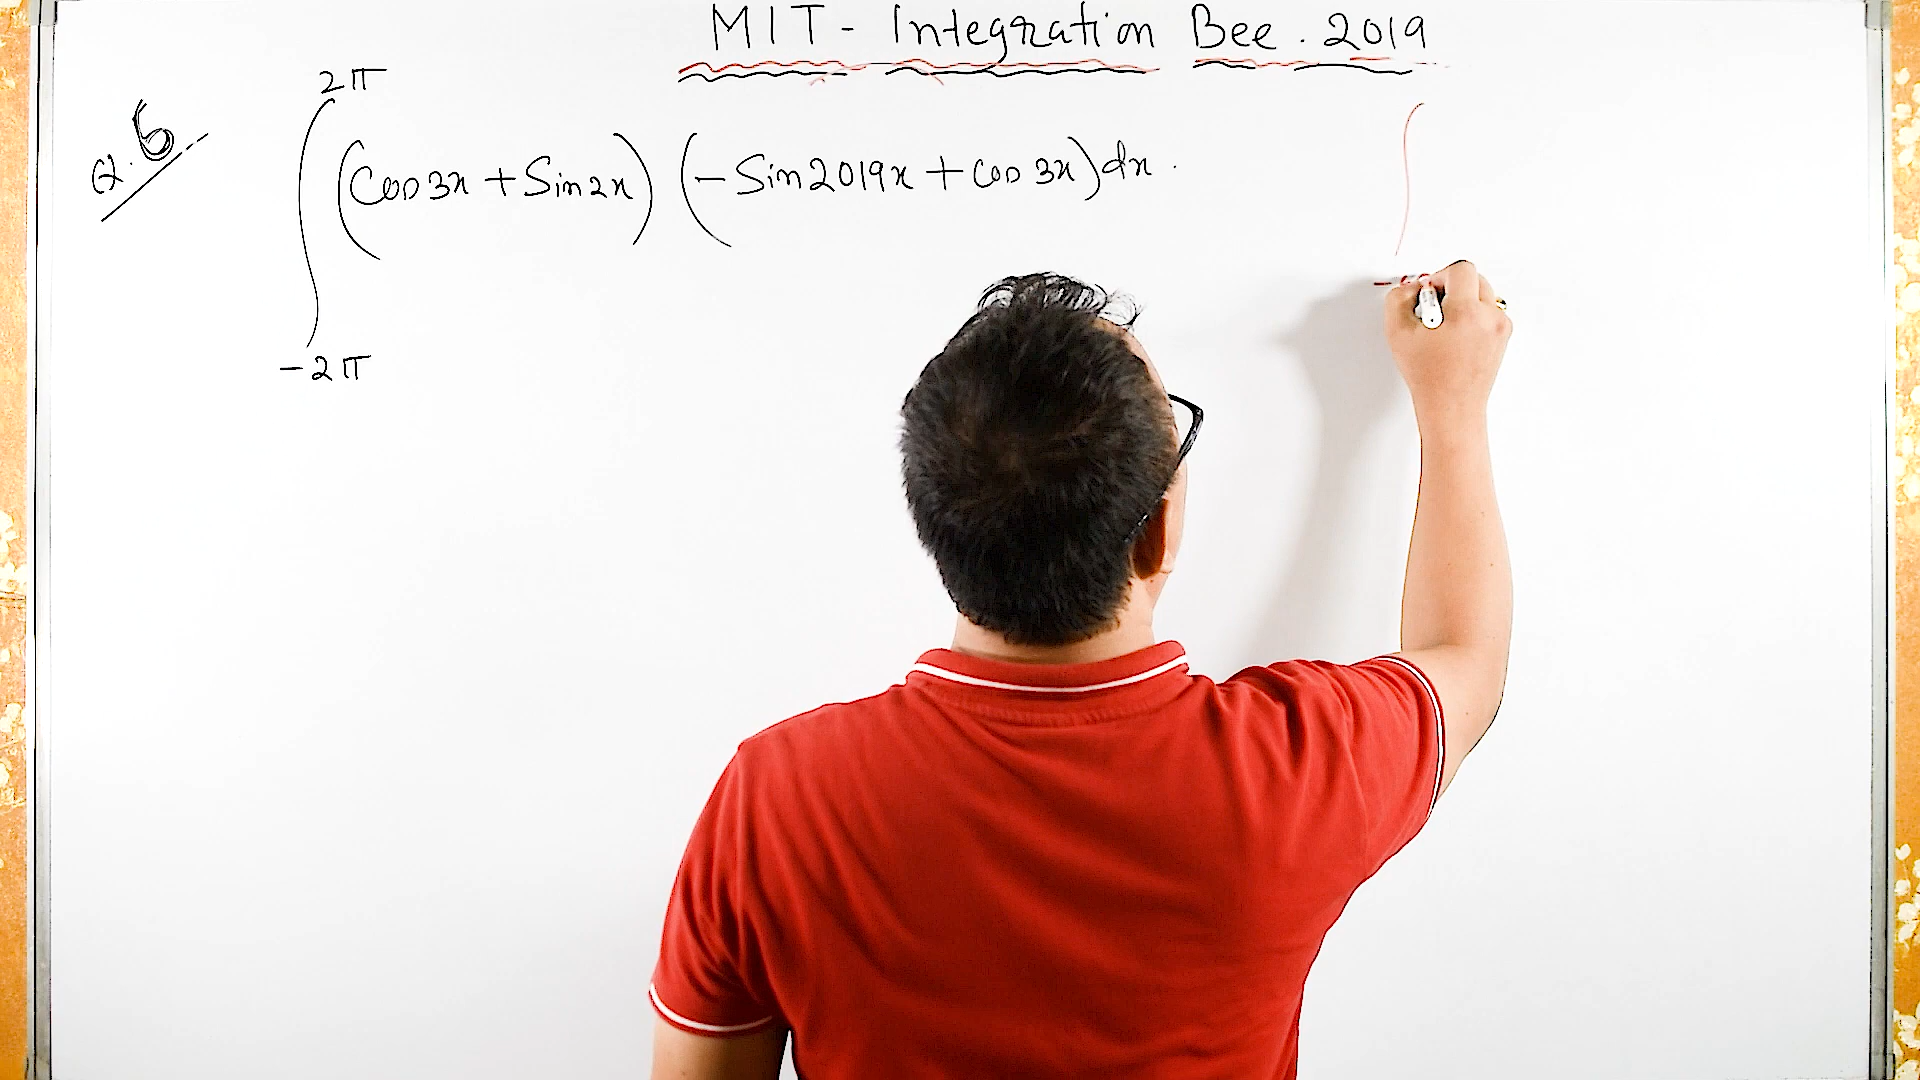 MIT - Integration Bee . 2019
2π
Q. 6
∫ (Cos3x + Sin2x) (-Sin2019x + Cos3x)dx .
-2π